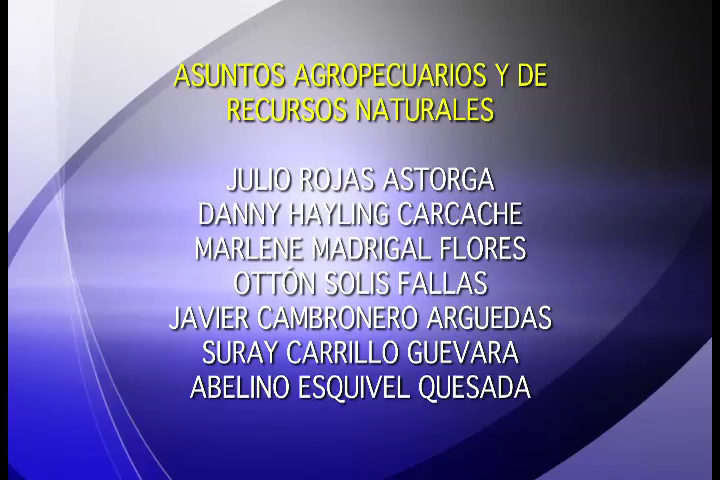 ASUNTOS AGROPECUARIOS Y DE
RECURSOS NATURALES
JULIO ROJAS ASTORGA
DANNY HAYLING CARCACHE
MARLENE MADRIGAL FLORES
OTTÓN SOLIS FALLAS
JAVIER CAMBRONERO ARGUEDAS
SURAY CARRILLO GUEVARA
ABELINO ESQUIVEL QUESADA